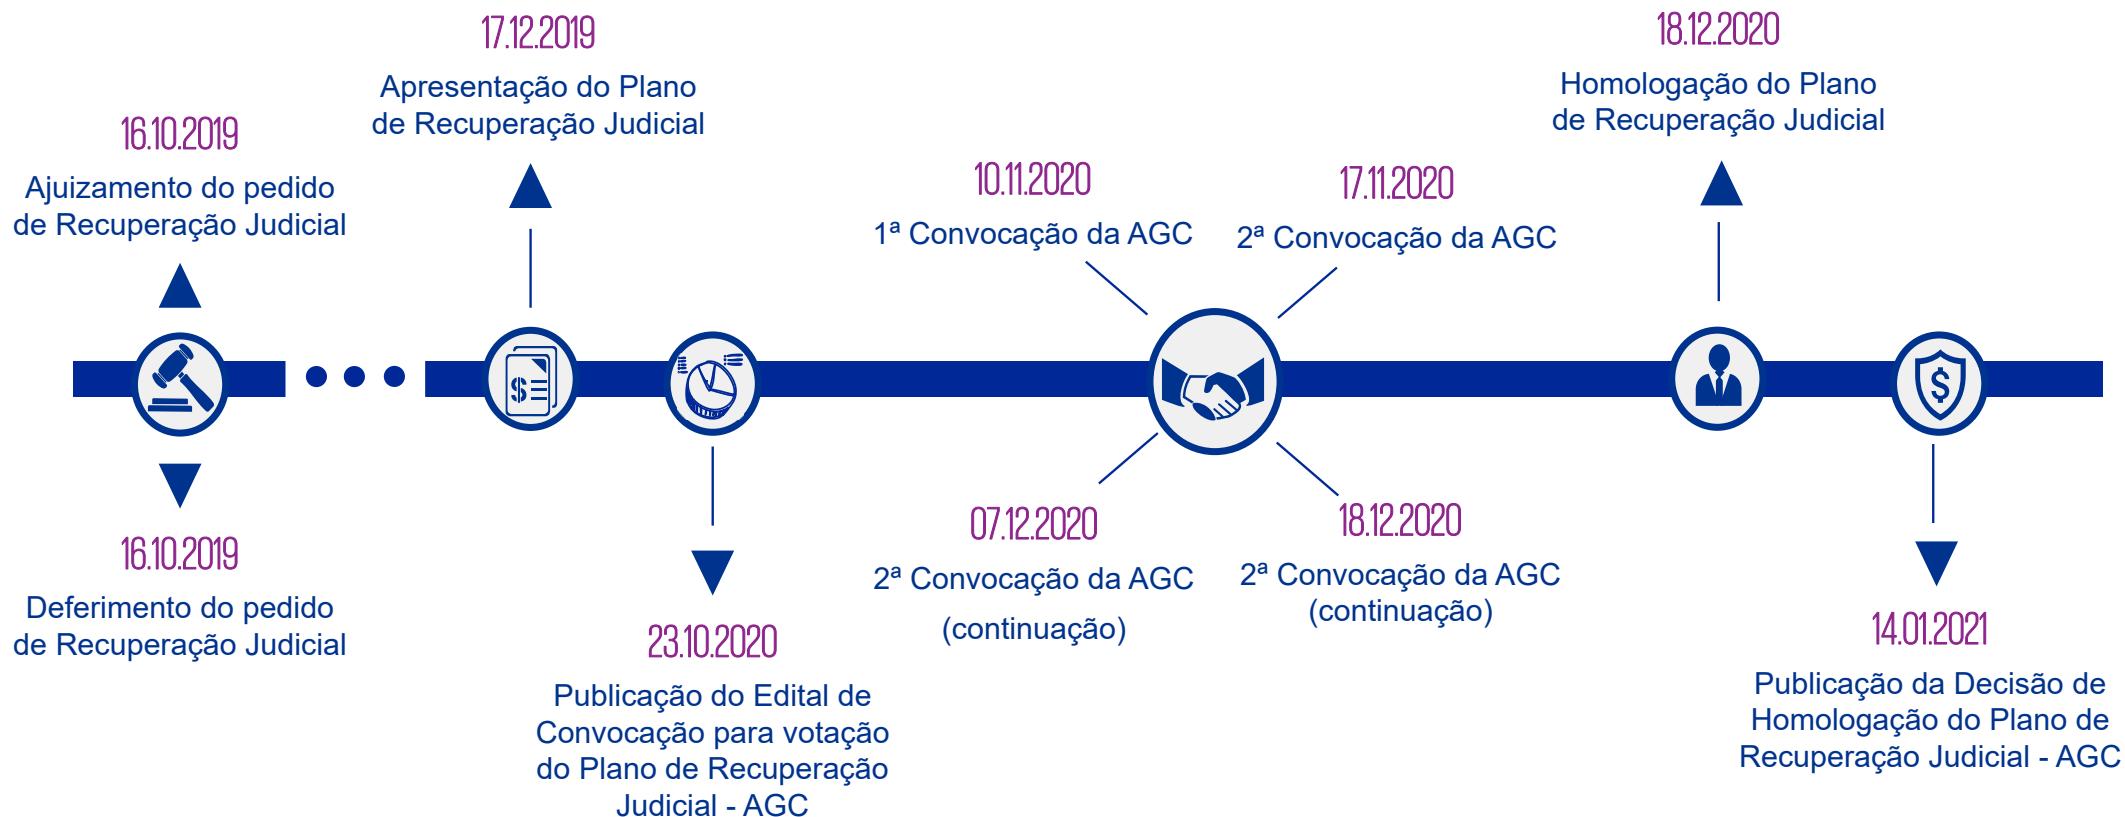 16.10.2019
Ajuizamento do pedido
de Recuperação Judicial
16.10.2019
Deferimento do pedido
de Recuperação Judicial
17.12.2019
Apresentação do Plano
de Recuperação Judicial
23.10.2020
Publicação do Edital de
Convocação para votação
do Plano de Recuperação
Judicial - AGC
10.11.2020
1ª Convocação da AGC
17.11.2020
2ª Convocação da AGC
07.12.2020
2ª Convocação da AGC
(continuação)
18.12.2020
2ª Convocação da AGC
(continuação)
18.12.2020
Homologação do Plano
de Recuperação Judicial
14.01.2021
Publicação da Decisão de
Homologação do Plano de
Recuperação Judicial - AGC